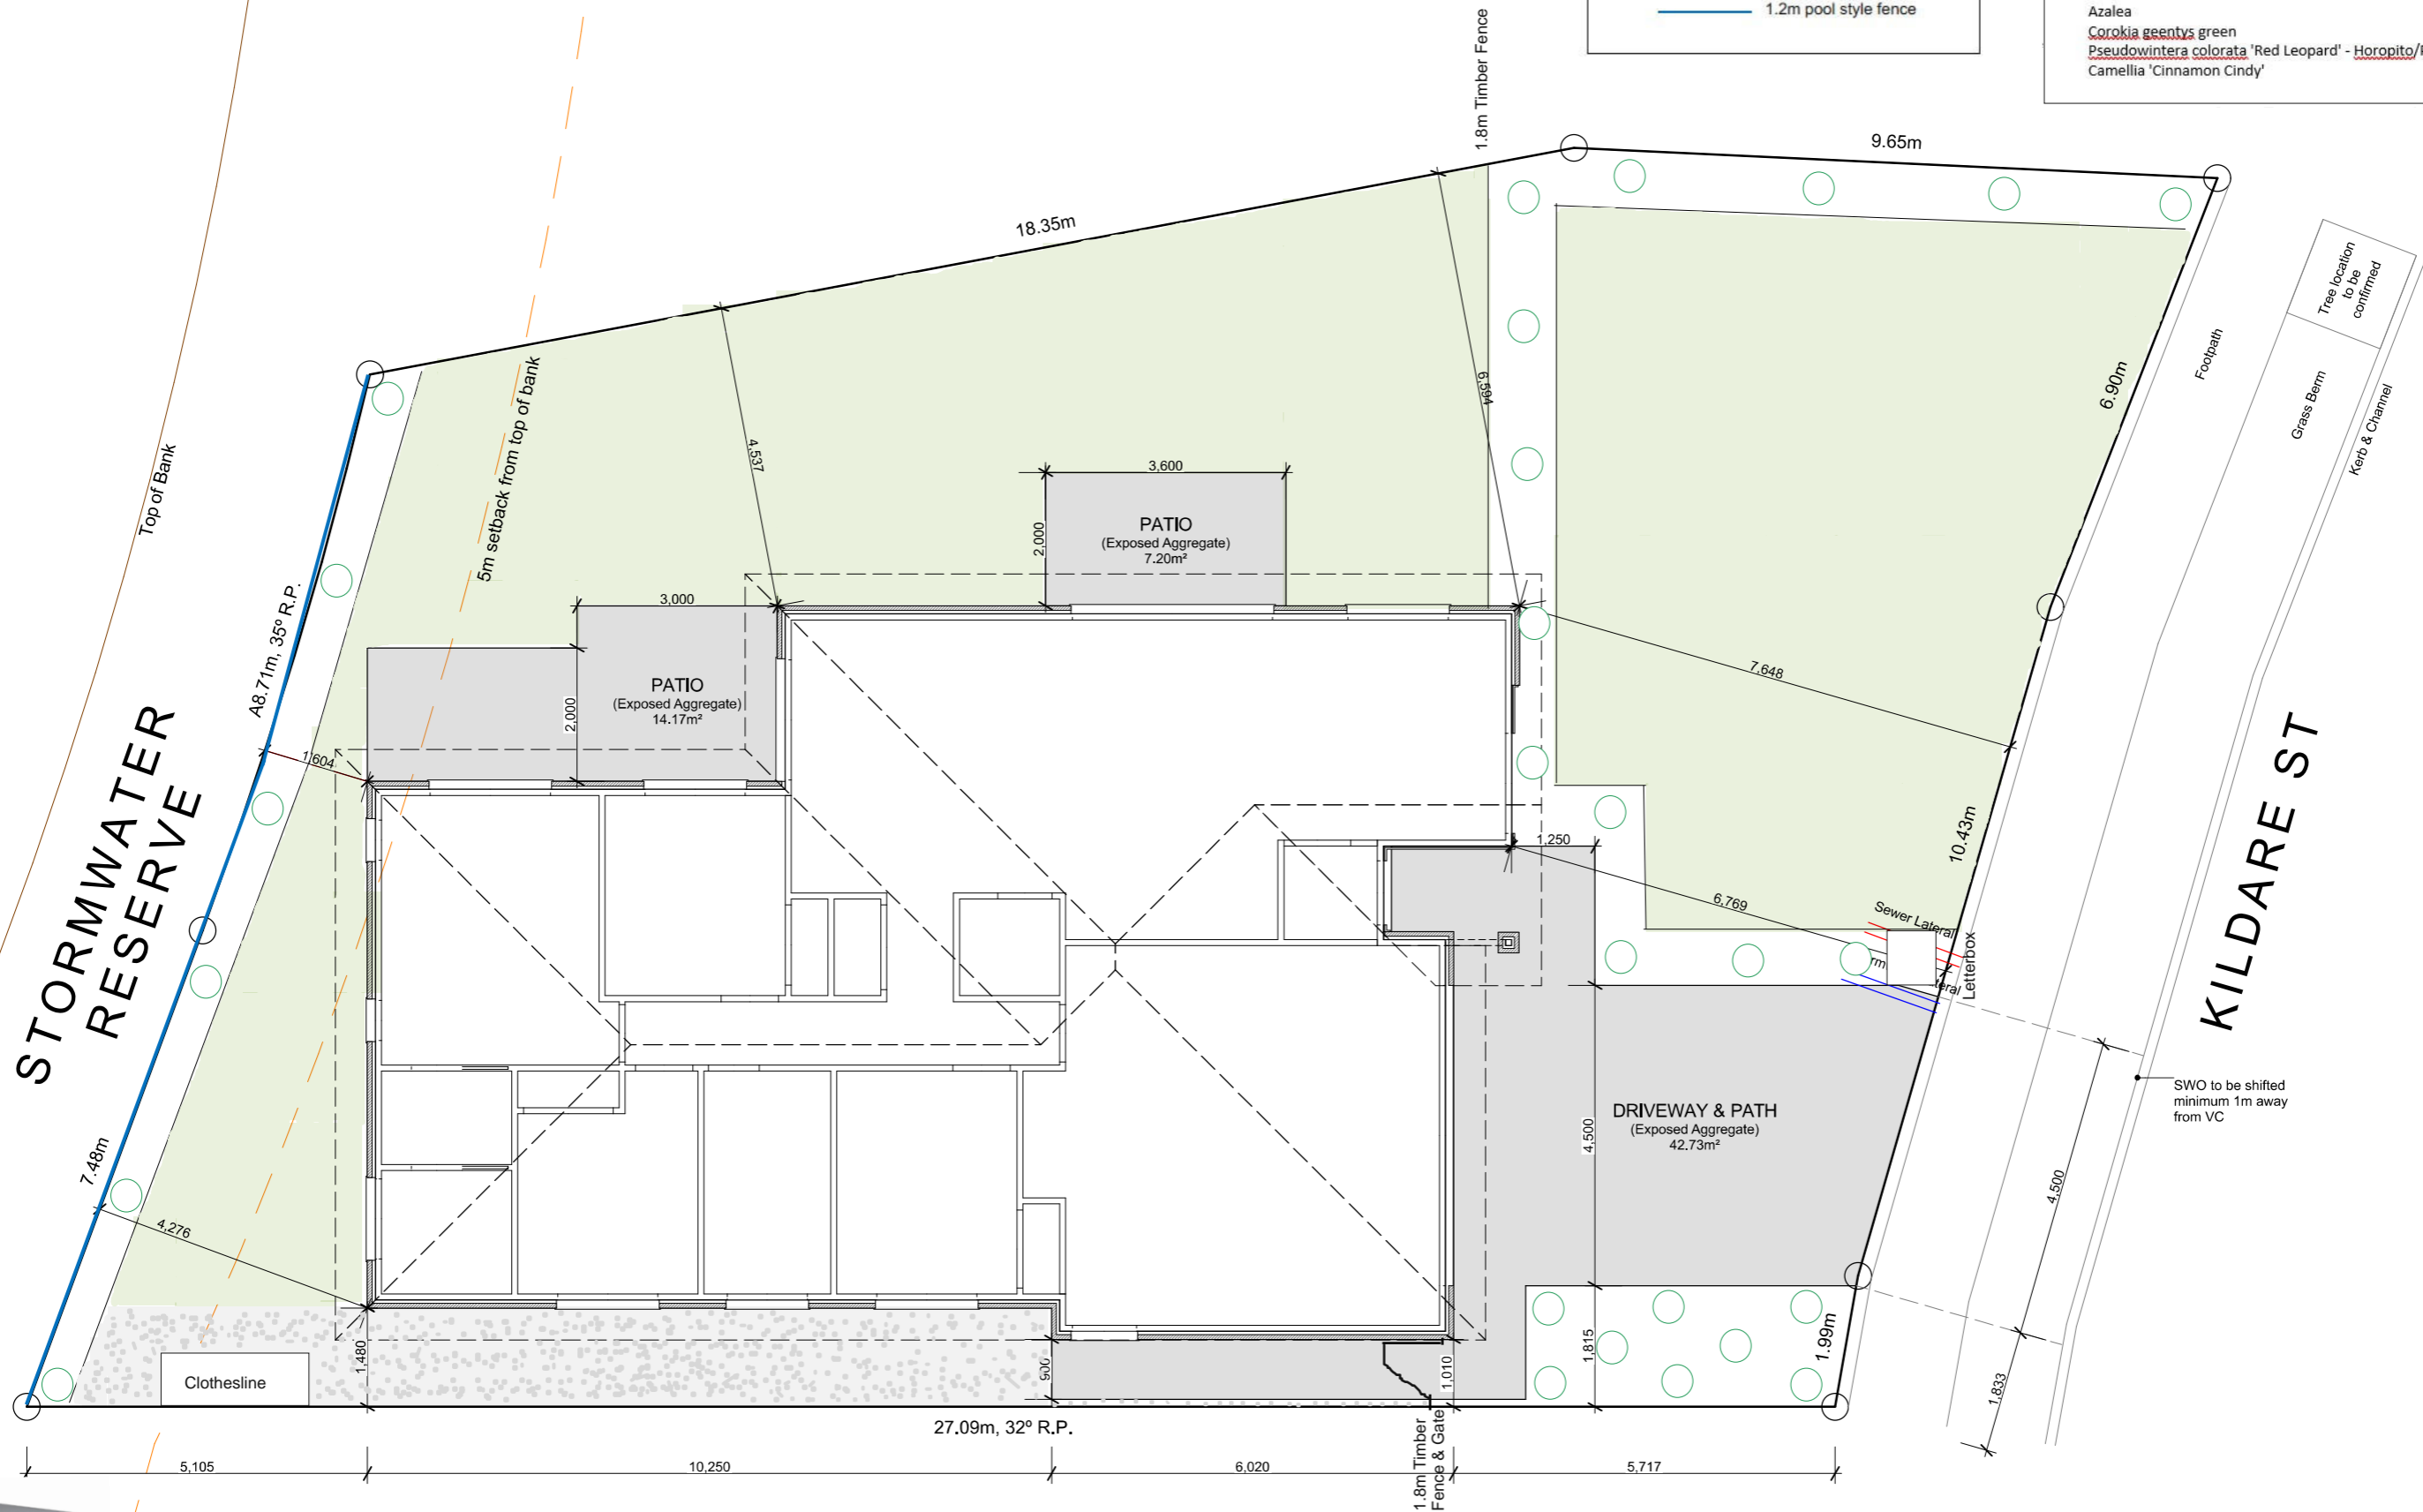 1.2m pool style fence
Azalea
Corokia geentys green
Pseudowintera colorata 'Red Leopard' - Horopito/
Camellia 'Cinnamon Cindy'
1.8m Timber Fence
9.65m
18.35m
Tree location
to be
confirmed
Footpath
Grass Berm
Kerb & Channel
6.90m
Top of Bank
5m setback from top of bank
4,537
6,594
3,600
2,000
PATIO
(Exposed Aggregate)
7.20m²
A8.71m, 35º R.P.
3,000
2,000
PATIO
(Exposed Aggregate)
14.17m²
7,648
1,604
STORMWATER
RESERVE
KILDARE ST
10.43m
1,250
6,769
Sewer Lateral
Letterbox
SWO to be shifted
minimum 1m away
from VC
DRIVEWAY & PATH
(Exposed Aggregate)
42.73m²
4,500
4,500
7.48m
4,276
1,480
Clothesline
900
1,010
1,815
1.99m
1,833
27.09m, 32º R.P.
1.8m Timber
Fence & Gate
5,105
10,250
6,020
5,717